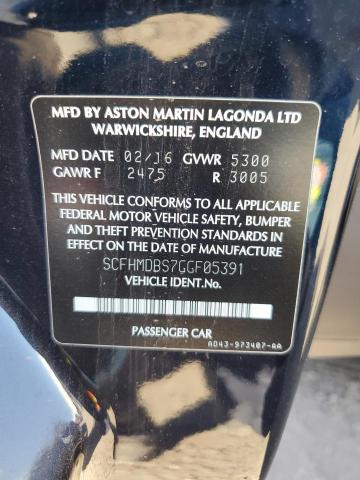 MFD BY ASTON MARTIN LAGONDA LTD
WARWICKSHIRE, ENGLAND
MFD DATE 02/16 GVWR 5300
GAWR F 2475 R 3005
THIS VEHICLE CONFORMS TO ALL APPLICABLE
FEDERAL MOTOR VEHICLE SAFETY, BUMPER
AND THEFT PREVENTION STANDARDS IN
EFFECT ON THE DATE OF MANUFACTURE SHOWN ABOVE.
SCFHMDBS7GGF05391
VEHICLE IDENT.No.
PASSENGER CAR
AD43-973407-AA